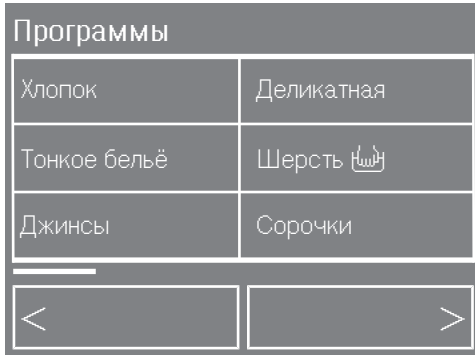 Программы
Хлопок Деликатная
Тонкое бельё Шерсть
Джинсы Сорочки
< >